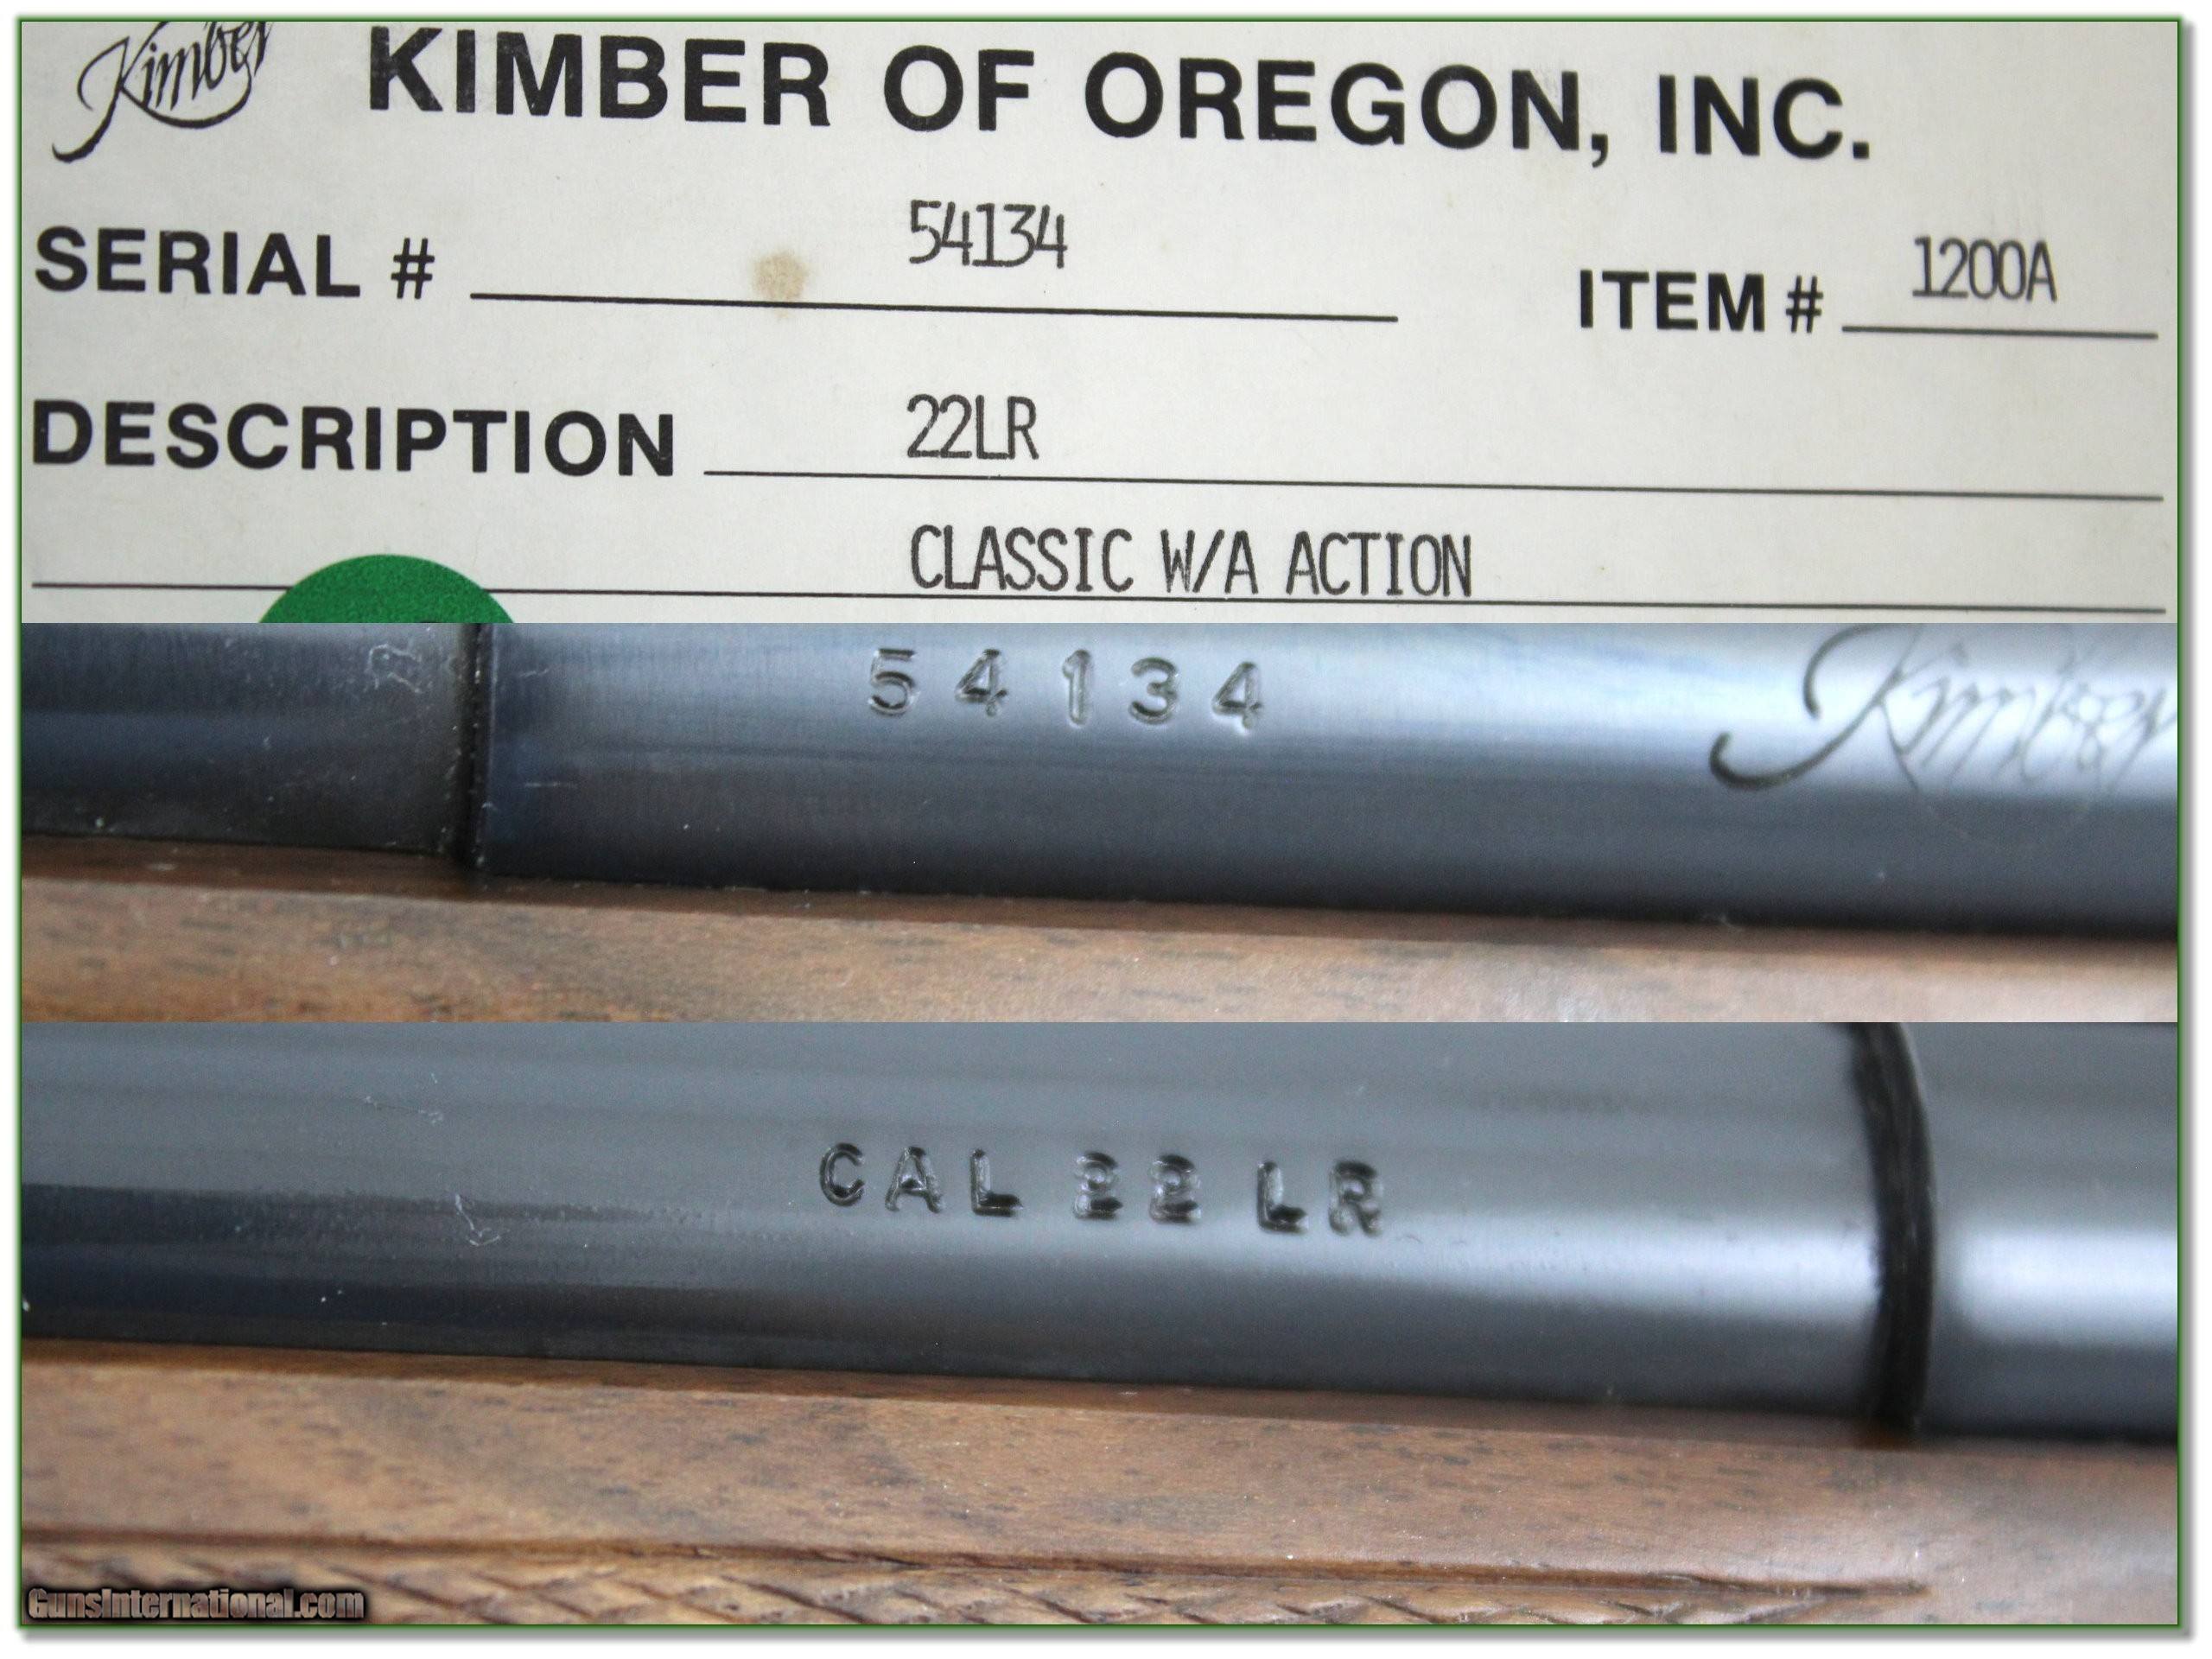 Kimber KIMBER OF OREGON, INC.
SERIAL # 54134 ITEM # 1200A
DESCRIPTION 22LR
CLASSIC W/A ACTION
54134 Kimber
CAL 22 LR
GunsInternational.com